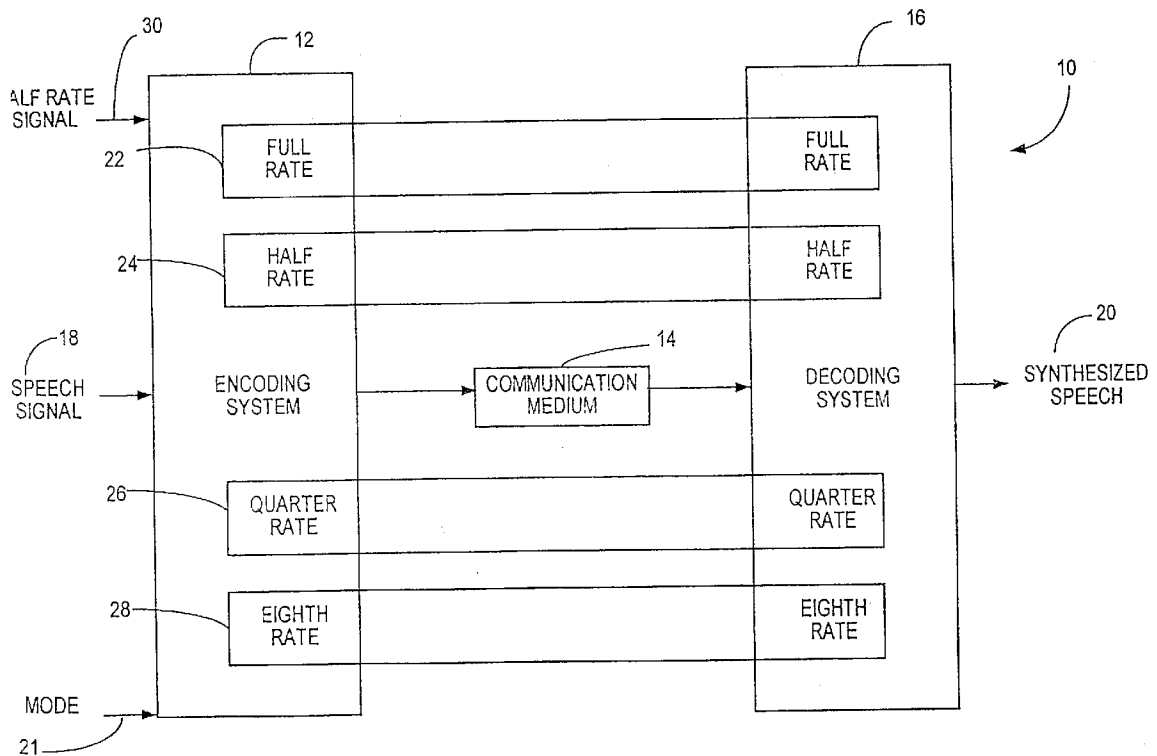 30
12
16
10
ALF RATE
SIGNAL
22
FULL
RATE
FULL
RATE
24
HALF
RATE
HALF
RATE
18
SPEECH
SIGNAL
ENCODING
SYSTEM
14
COMMUNICATION
MEDIUM
DECODING
SYSTEM
20
SYNTHESIZED
SPEECH
26
QUARTER
RATE
QUARTER
RATE
28
EIGHTH
RATE
EIGHTH
RATE
MODE
21